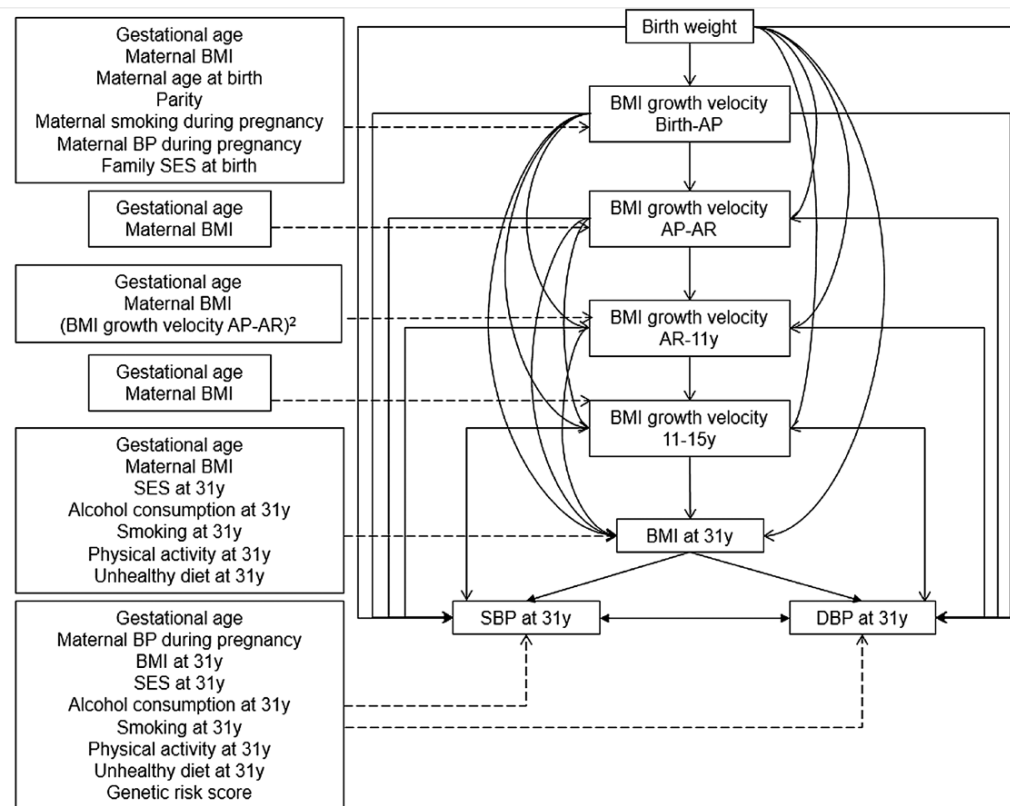 Gestational age
Maternal BMI
Maternal age at birth
Parity
Maternal smoking during pregnancy
Maternal BP during pregnancy
Family SES at birth
Gestational age
Maternal BMI
Gestational age
Maternal BMI
(BMI growth velocity AP-AR)²
Gestational age
Maternal BMI
Gestational age
Maternal BMI
SES at 31y
Alcohol consumption at 31y
Smoking at 31y
Physical activity at 31y
Unhealthy diet at 31y
Gestational age
Maternal BP during pregnancy
BMI at 31y
SES at 31y
Alcohol consumption at 31y
Smoking at 31y
Physical activity at 31y
Unhealthy diet at 31y
Genetic risk score
Birth weight
BMI growth velocity
Birth-AP
BMI growth velocity
AP-AR
BMI growth velocity
AR-11y
BMI growth velocity
11-15y
BMI at 31y
SBP at 31y
DBP at 31y